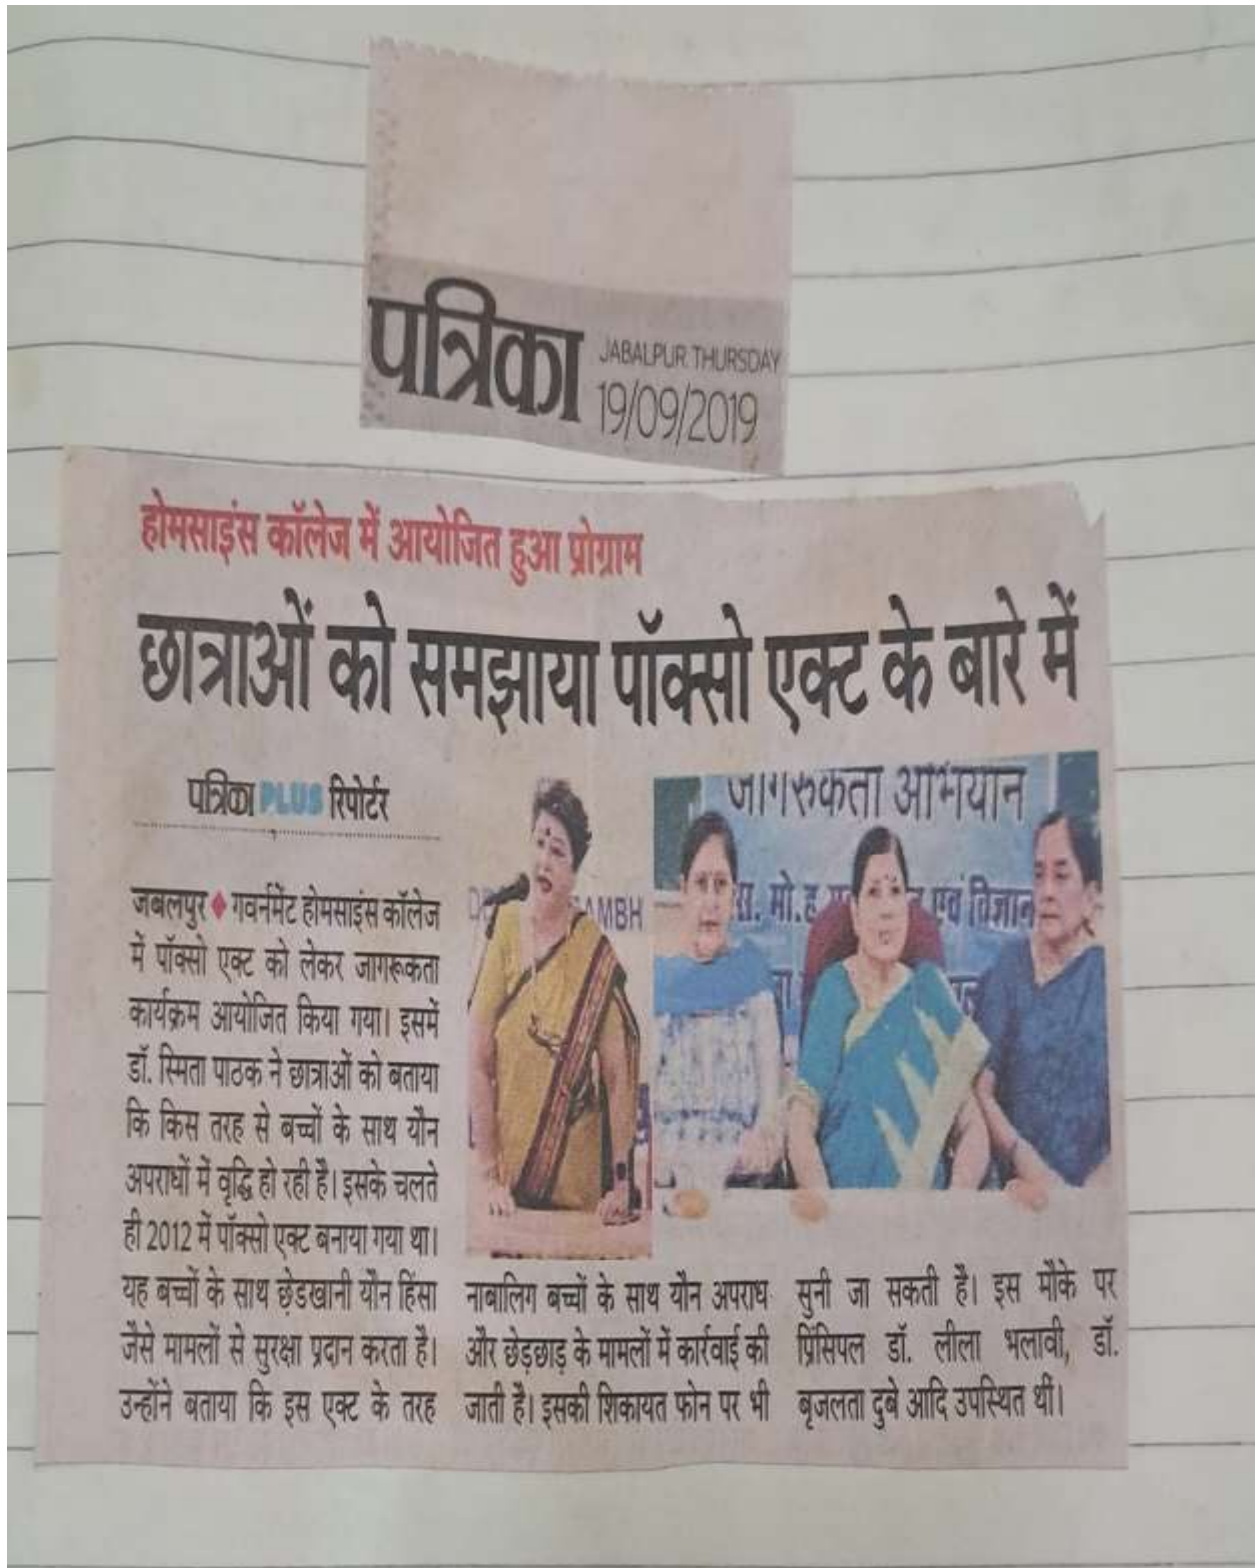 पत्रिका
JABALPUR THURSDAY
19/09/2019
होमसाइंस कॉलेज में आयोजित हुआ प्रोग्राम
छात्राओं को समझाया पॉक्सो एक्ट के बारे में
पत्रिका PLUS रिपोर्टर
जबलपुर ♦ गवर्नमेंट होमसाइंस कॉलेज
में पॉक्सो एक्ट को लेकर जागरूकता
कार्यक्रम आयोजित किया गया। इसमें
डॉ. स्मिता पाठक ने छात्राओं को बताया
कि किस तरह से बच्चों के साथ यौन
अपराधों में वृद्धि हो रही है। इसके चलते
ही 2012 में पॉक्सो एक्ट बनाया गया था।
यह बच्चों के साथ छेडखानी यौन हिंसा
जैसे मामलों से सुरक्षा प्रदान करता है।
उन्होंने बताया कि इस एक्ट के तरह
नाबालिग बच्चों के साथ यौन अपराध
और छेड़छाड़ के मामलों में कार्रवाई की
जाती है। इसकी शिकायत फोन पर भी
सुनी जा सकती है। इस मौके पर
प्रिंसिपल डॉ. लीला भलावी, डॉ.
बृजलता दुबे आदि उपस्थित थीं।
AMBH
जागरुकता अभियान
मो.ह
एवं विज्ञान